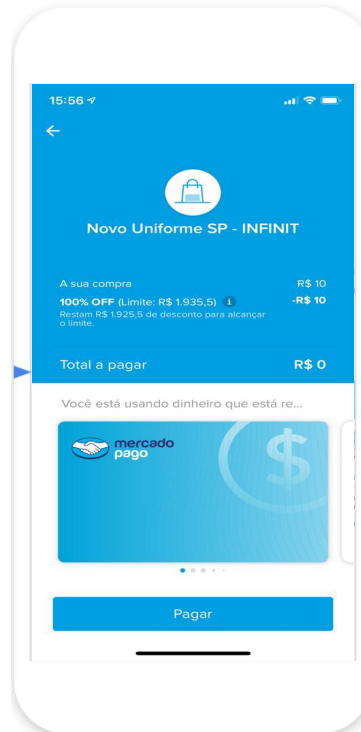 15:56
Novo Uniforme SP - INFINIT
A sua compra R$ 10
100% OFF (Limite: R$ 1.935,5) i -R$ 10
Restam R$ 1.925,5 de desconto para alcançar
o limite.
Total a pagar R$ 0
Você está usando dinheiro que está re...
mercado
pago
$
Pagar